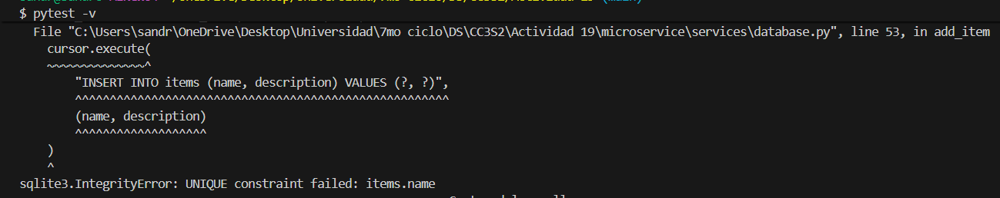 $ pytest -v
File "C:\Users\sandr\OneDrive\Desktop\Universidad\7mo ciclo\DS\CC3S2\Actividad 19\microservice\services\database.py", line 53, in add_item
cursor.execute(
~~~~~~~~~~~~~~^
"INSERT INTO items (name, description) VALUES (?, ?)",
^^^^^^^^^^^^^^^^^^^^^^^^^^^^^^^^^^^^^^^^^^^^^^^^^^^^^^
(name, description)
^^^^^^^^^^^^^^^^^^^
)
^
sqlite3.IntegrityError: UNIQUE constraint failed: items.name